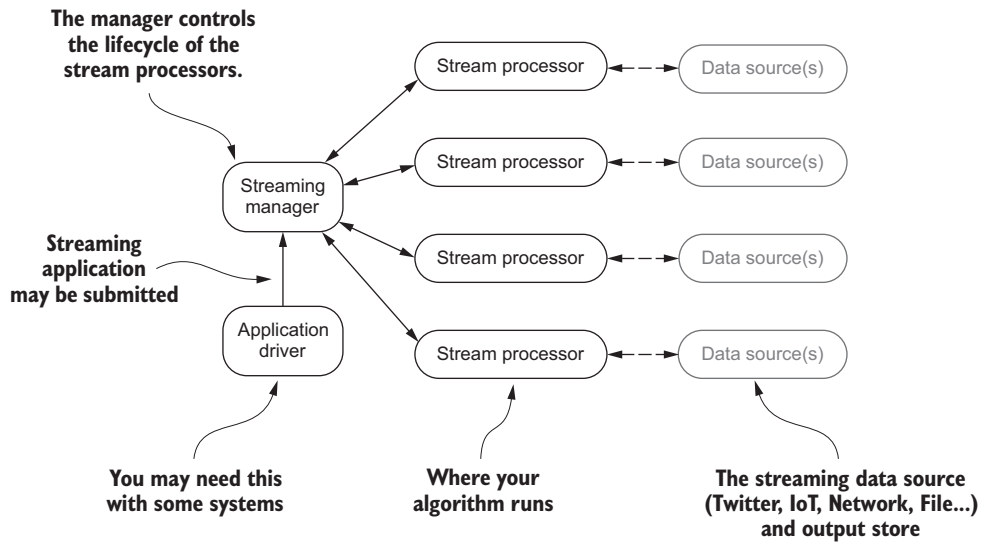 The manager controls
the lifecycle of the
stream processors.
Stream processor
Data source(s)
Stream processor
Data source(s)
Streaming
manager
Streaming
application
may be submitted
Stream processor
Data source(s)
Application
driver
Stream processor
Data source(s)
You may need this
with some systems
Where your
algorithm runs
The streaming data source
(Twitter, IoT, Network, File...)
and output store